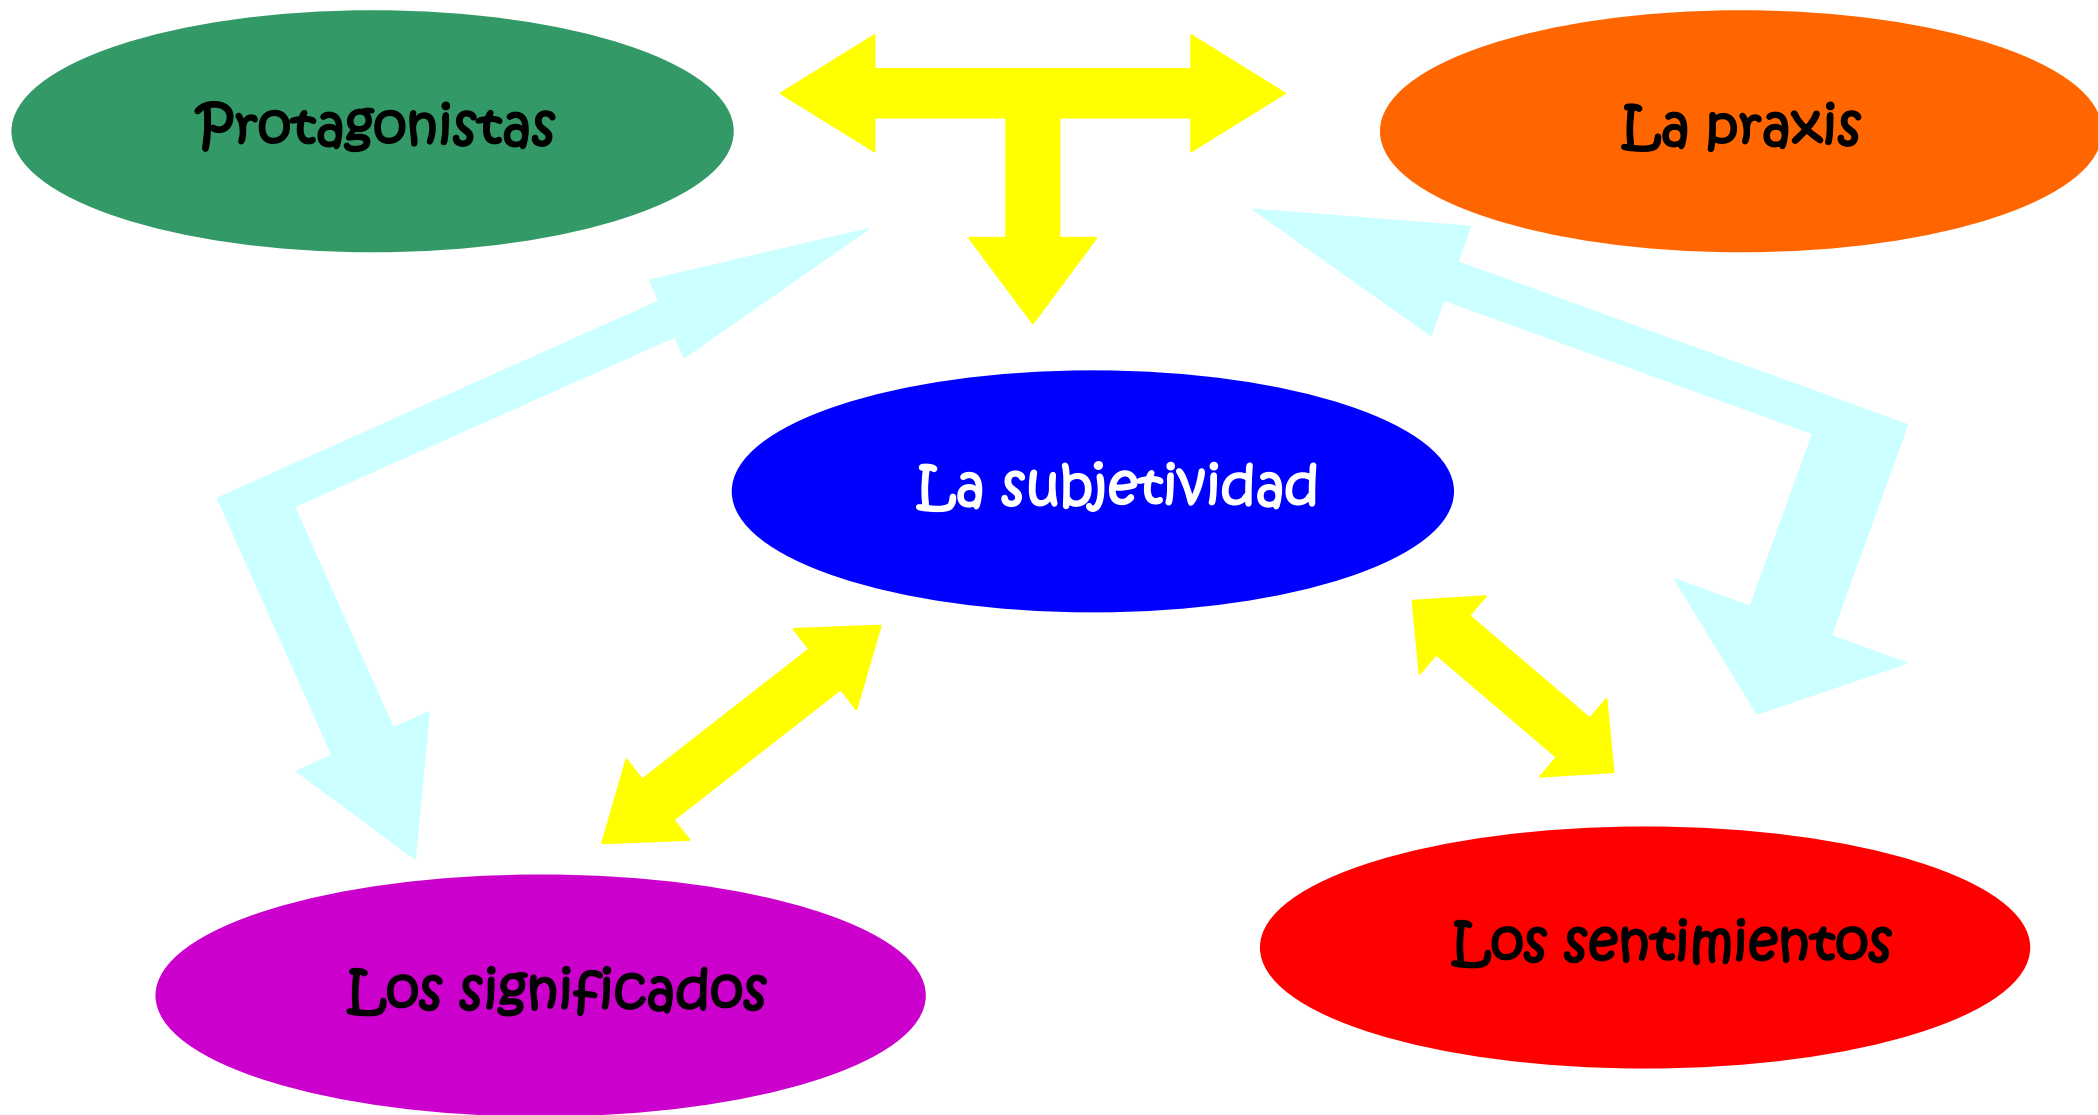 Protagonistas
La praxis
La subjetividad
Los significados
Los sentimientos